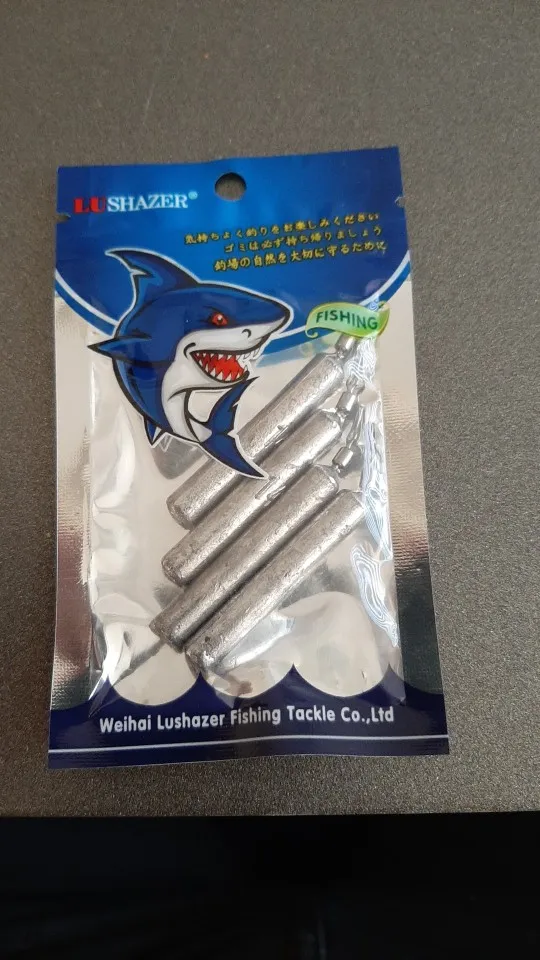 LUSHAZER®
気持ちよく釣りをお楽しみください
ゴミは必ず持ち帰りましょう
釣場の自然を大切に守るために
FISHING
Weihai Lushazer Fishing Tackle Co.,Ltd